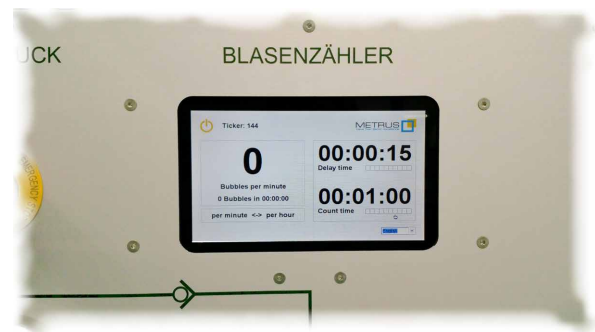 UCK
BLASENZÄHLER
Ticker: 144
METRUS
0
Bubbles per minute
0 Bubbles in 00:00:00
per minute <-> per hour
00:00:15
Delay time
00:01:00
Count time